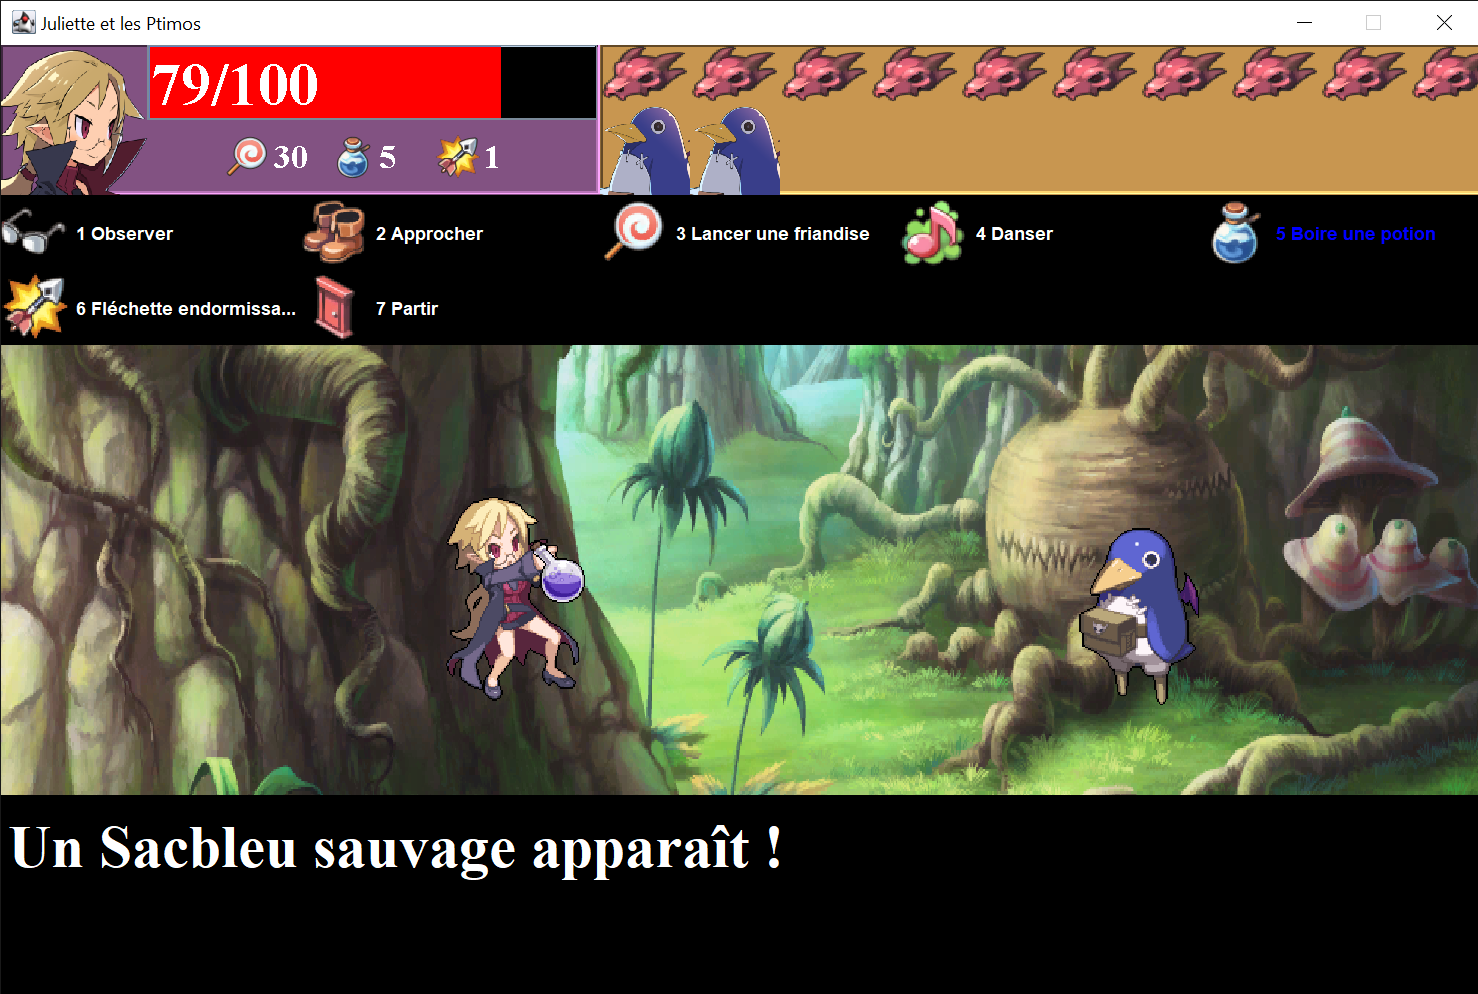 Juliette et les Ptimos
79/100
30 5 1
1 Observer 2 Approcher 3 Lancer une friandise 4 Danser 5 Boire une potion
6 Fléchette endormissa... 7 Partir
Un Sacbleu sauvage apparaît !